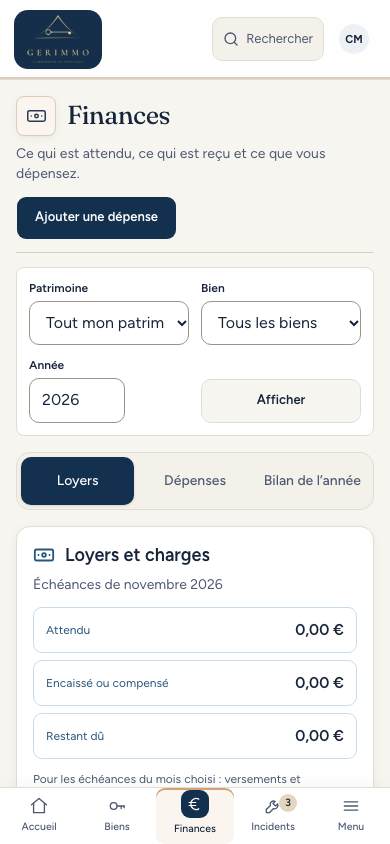 GERIMMO
Rechercher
CM
Finances
Ce qui est attendu, ce qui est reçu et ce que vous
dépensez.
Ajouter une dépense
Patrimoine
Bien
Tout mon patrim
Tous les biens
Année
2026
Afficher
Loyers
Dépenses
Bilan de l’année
Loyers et charges
Échéances de novembre 2026
Attendu
0,00 €
Encaissé ou compensé
0,00 €
Restant dû
0,00 €
Pour les échéances du mois choisi : versements et
3
Accueil
Biens
Finances
Incidents
Menu